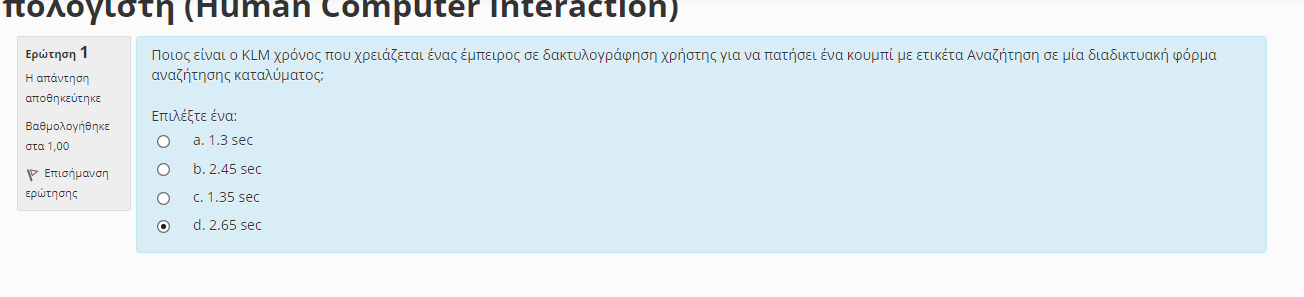 πολογιστή (Human Computer Interaction)
Ερώτηση 1
Η απάντηση
αποθηκεύτηκε
Βαθμολογήθηκε
στα 1,00
Επισήμανση
ερώτησης
Ποιος είναι ο KLM χρόνος που χρειάζεται ένας έμπειρος σε δακτυλογράφηση χρήστης για να πατήσει ένα κουμπί με ετικέτα Αναζήτηση σε μία διαδικτυακή φόρμα
αναζήτησης καταλύματος;
Επιλέξτε ένα:
a. 1.3 sec
b. 2.45 sec
c. 1.35 sec
d. 2.65 sec